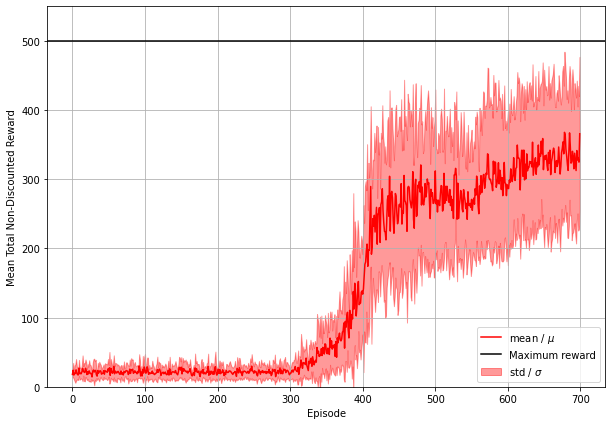 500
400
300
200
100
0
Mean Total Non-Discounted Reward
0 100 200 300 400 500 600 700
Episode
mean / μ
Maximum reward
std / σ